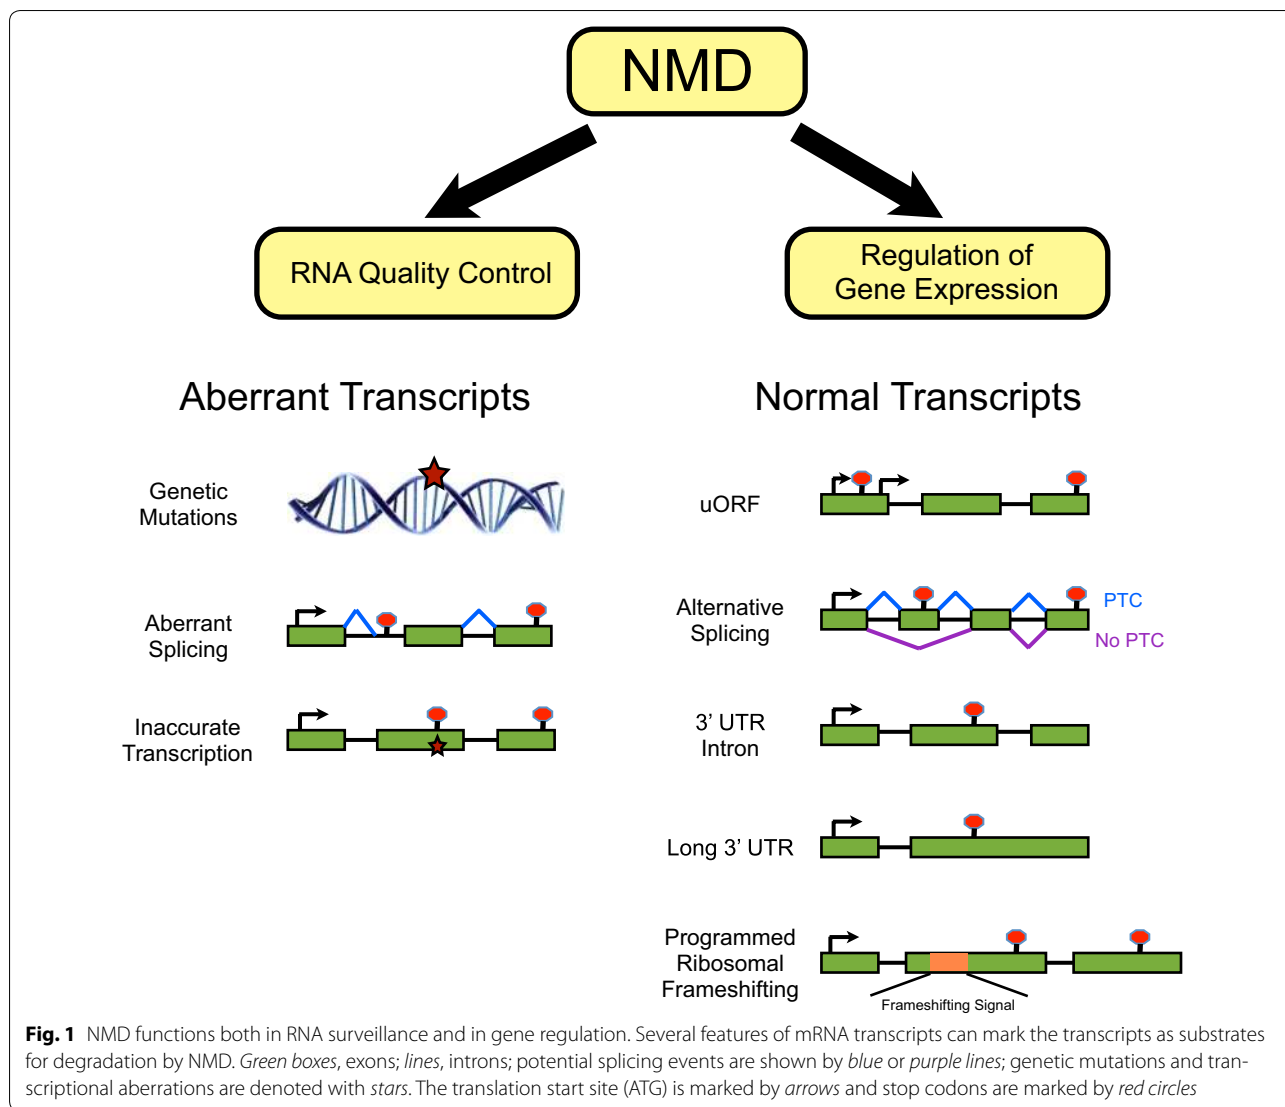 NMD
RNA Quality Control
Regulation of
Gene Expression
Aberrant Transcripts
Genetic
Mutations
Aberrant
Splicing
Inaccurate
Transcription
Normal Transcripts
uORF
Alternative
Splicing
PTC
No PTC
3' UTR
Intron
Long 3' UTR
Programmed
Ribosomal
Frameshifting
Frameshifting Signal
Fig. 1 NMD functions both in RNA surveillance and in gene regulation. Several features of mRNA transcripts can mark the transcripts as substrates
for degradation by NMD. Green boxes, exons; lines, introns; potential splicing events are shown by blue or purple lines; genetic mutations and tran-
scriptional aberrations are denoted with stars. The translation start site (ATG) is marked by arrows and stop codons are marked by red circles